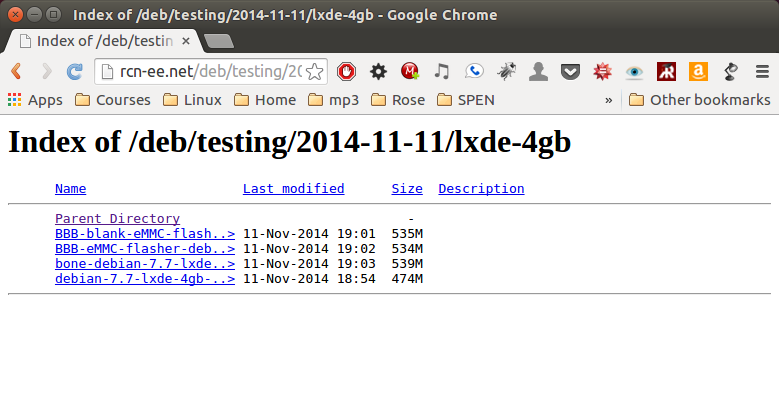 Index of /deb/testing/2014-11-11/lxde-4gb - Google Chrome
Index of /deb/testin
rcn-ee.net/deb/testing/20
Apps Courses Linux Home mp3 Rose SPEN » Other bookmarks
Index of /deb/testing/2014-11-11/lxde-4gb
Name Last modified Size Description
Parent Directory -
BBB-blank-eMMC-flash..> 11-Nov-2014 19:01 535M
BBB-eMMC-flasher-deb..> 11-Nov-2014 19:02 534M
bone-debian-7.7-lxde..> 11-Nov-2014 19:03 539M
debian-7.7-lxde-4gb-..> 11-Nov-2014 18:54 474M